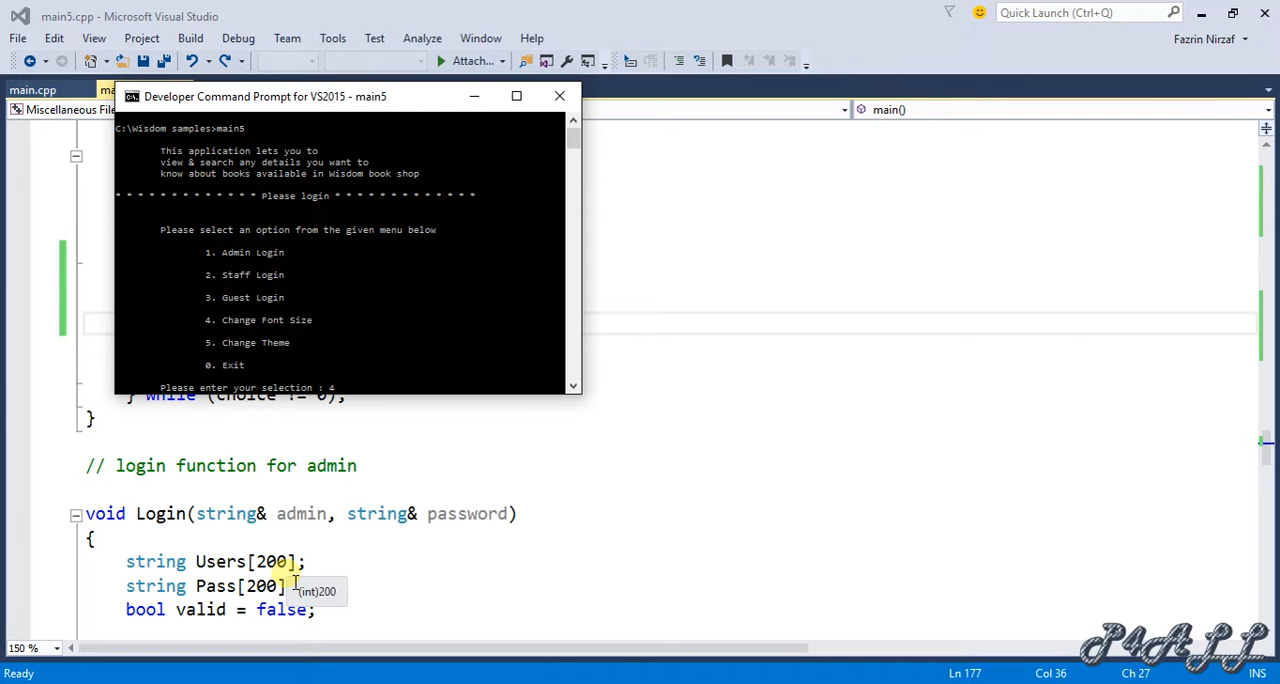 main5.cpp - Microsoft Visual Studio
Quick Launch (Ctrl+Q)
File Edit View Project Build Debug Team Tools Test Analyze Window Help
Fazrin Nirzaf
Attach...
main.cpp
Developer Command Prompt for VS2015 - main5
Miscellaneous File
main()
C:\Wisdom samples>main5
This application lets you to
view & search any details you want to
know about books available in Wisdom book shop
* * * * * * * * * * * * * Please login * * * * * * * * * * * * *
Please select an option from the given menu below
1. Admin Login
2. Staff Login
3. Guest Login
4. Change Font Size
5. Change Theme
0. Exit
Please enter your selection : 4
} while (choice != 0);
}
// login function for admin
void Login(string& admin, string& password)
{
string Users[200];
string Pass[200]
(int)200
bool valid = false;
150 %
P4ALL
Ready
Ln 177
Col 36
Ch 27
INS